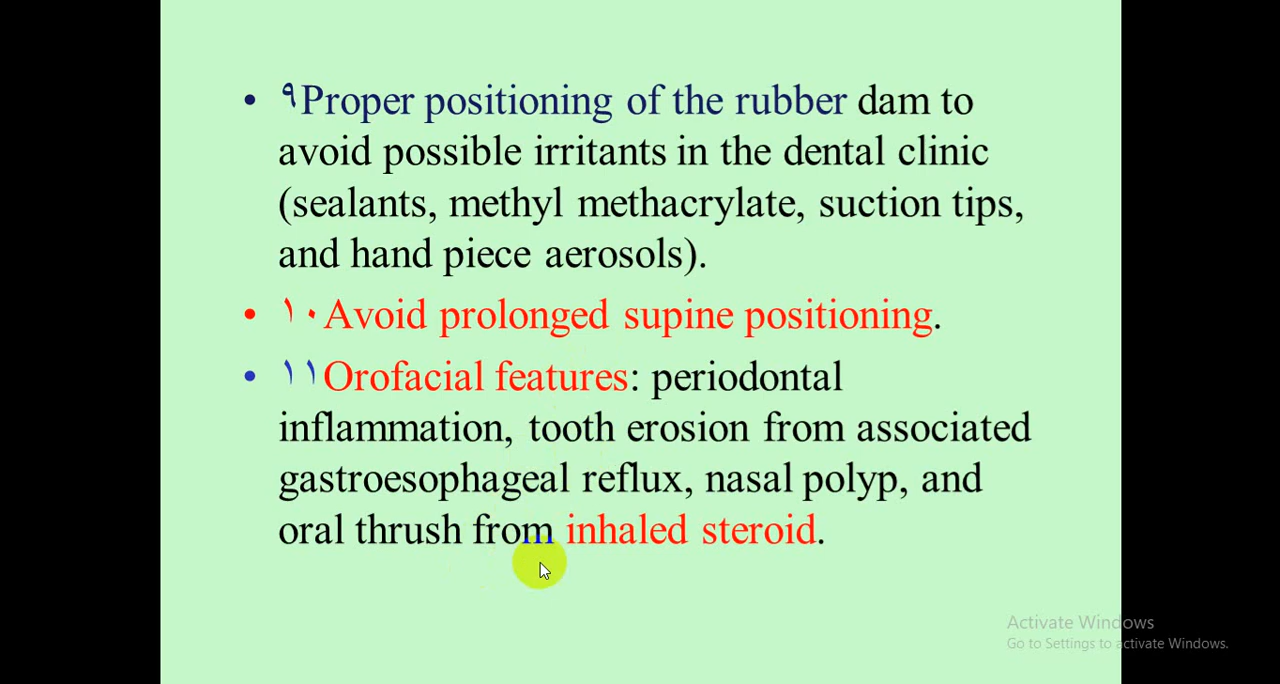 • ٩Proper positioning of the rubber dam to
avoid possible irritants in the dental clinic
(sealants, methyl methacrylate, suction tips,
and hand piece aerosols).
• ١٠Avoid prolonged supine positioning.
• ١١Orofacial features: periodontal
inflammation, tooth erosion from associated
gastroesophageal reflux, nasal polyp, and
oral thrush from inhaled steroid.
Activate Windows
Go to Settings to activate Windows.